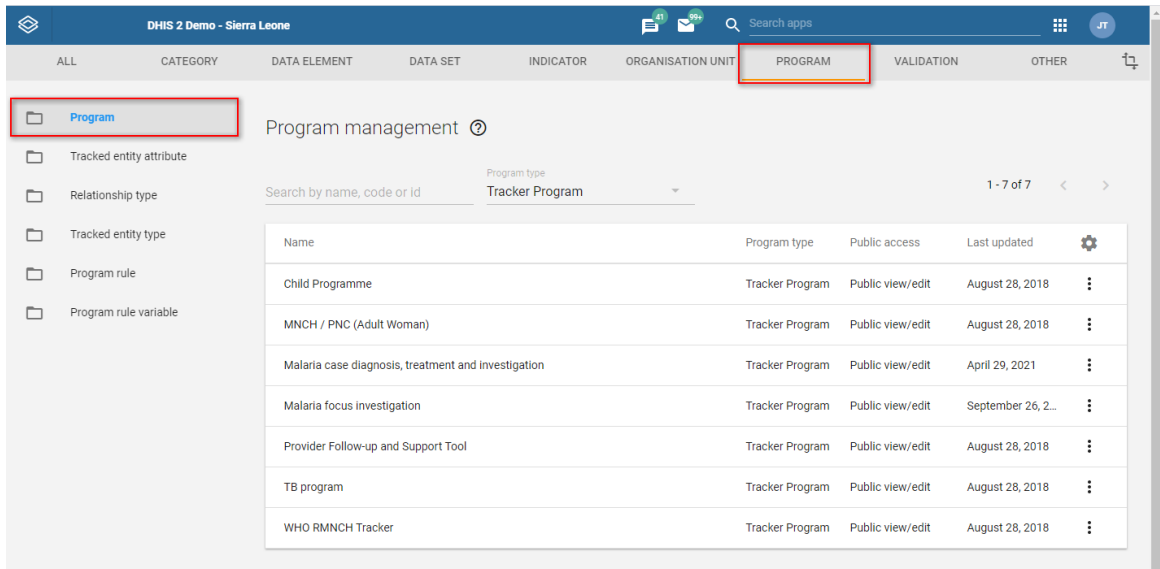 DHIS 2 Demo - Sierra Leone 41 99+ Search apps JT
ALL CATEGORY DATA ELEMENT DATA SET INDICATOR ORGANISATION UNIT PROGRAM VALIDATION OTHER
Program
Tracked entity attribute
Relationship type
Tracked entity type
Program rule
Program rule variable
Program management
Search by name, code or id
Program type
Tracker Program
1 - 7 of 7
Name Program type Public access Last updated
Child Programme Tracker Program Public view/edit August 28, 2018
MNCH / PNC (Adult Woman) Tracker Program Public view/edit August 28, 2018
Malaria case diagnosis, treatment and investigation Tracker Program Public view/edit April 29, 2021
Malaria focus investigation Tracker Program Public view/edit September 26, 2...
Provider Follow-up and Support Tool Tracker Program Public view/edit August 28, 2018
TB program Tracker Program Public view/edit August 28, 2018
WHO RMNCH Tracker Tracker Program Public view/edit August 28, 2018